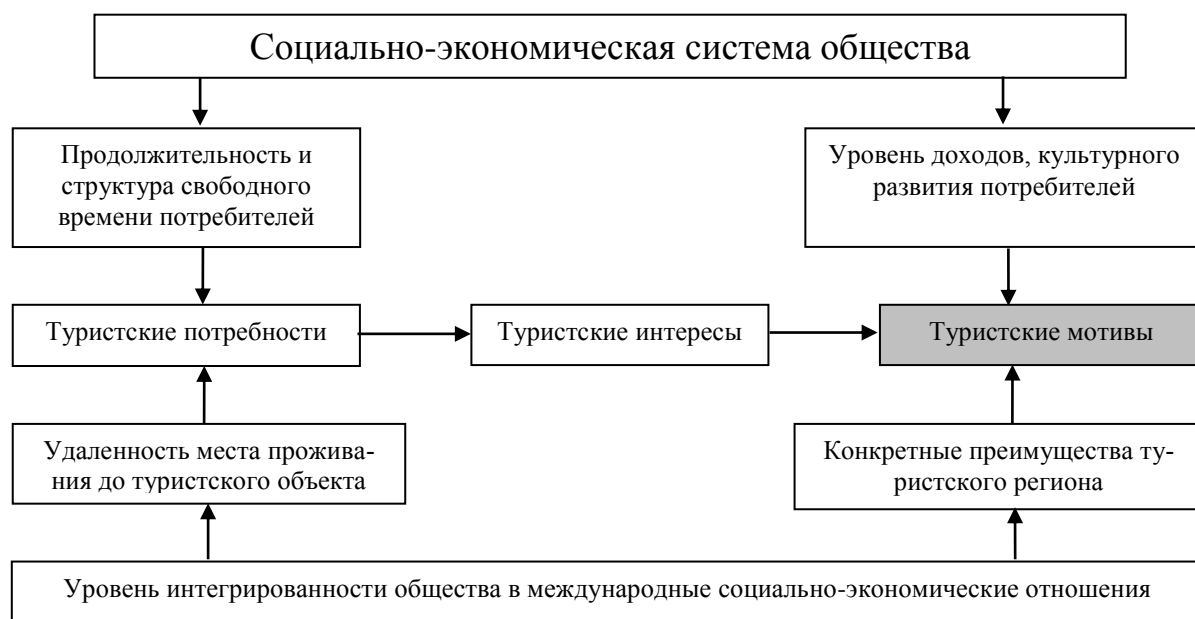 Социально-экономическая система общества
Продолжительность и
структура свободного
времени потребителей
Уровень доходов, культурного
развития потребителей
Туристские потребности
Туристские интересы
Туристские мотивы
Удаленность места прожива-
ния до туристского объекта
Конкретные преимущества ту-
ристского региона
Уровень интегрированности общества в международные социально-экономические отношения